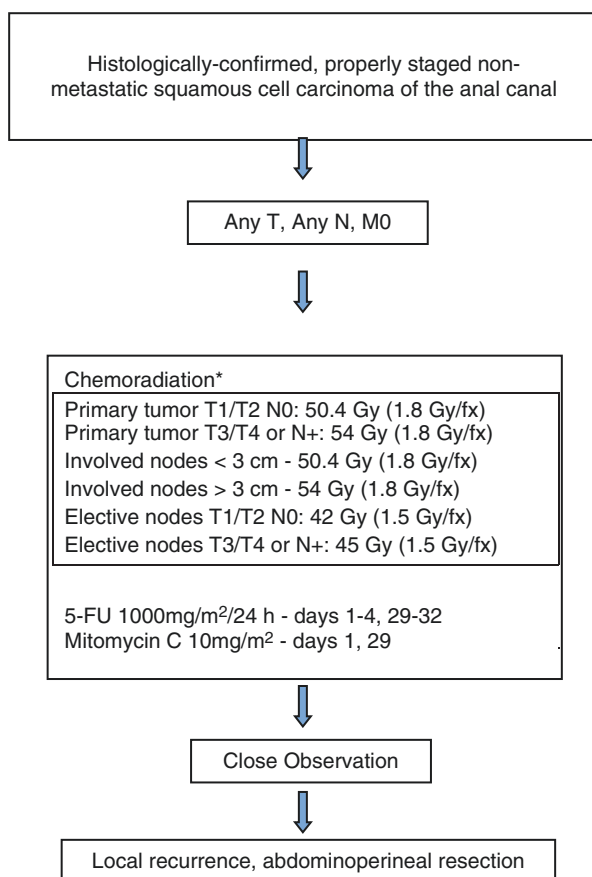 Histologically-confirmed, properly staged non-
metastatic squamous cell carcinoma of the anal canal
Any T, Any N, M0
Chemoradiation*
Primary tumor T1/T2 N0: 50.4 Gy (1.8 Gy/fx)
Primary tumor T3/T4 or N+: 54 Gy (1.8 Gy/fx)
Involved nodes < 3 cm - 50.4 Gy (1.8 Gy/fx)
Involved nodes > 3 cm - 54 Gy (1.8 Gy/fx)
Elective nodes T1/T2 N0: 42 Gy (1.5 Gy/fx)
Elective nodes T3/T4 or N+: 45 Gy (1.5 Gy/fx)
5-FU 1000mg/m²/24 h - days 1-4, 29-32
Mitomycin C 10mg/m² - days 1, 29
Close Observation
Local recurrence, abdominoperineal resection